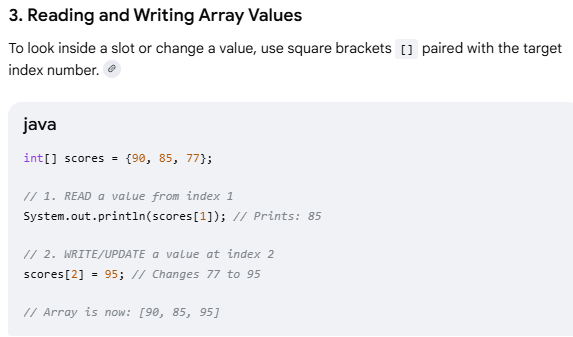 3. Reading and Writing Array Values
To look inside a slot or change a value, use square brackets [] paired with the target
index number.
java
int[] scores = {90, 85, 77};
// 1. READ a value from index 1
System.out.println(scores[1]); // Prints: 85
// 2. WRITE/UPDATE a value at index 2
scores[2] = 95; // Changes 77 to 95
// Array is now: [90, 85, 95]